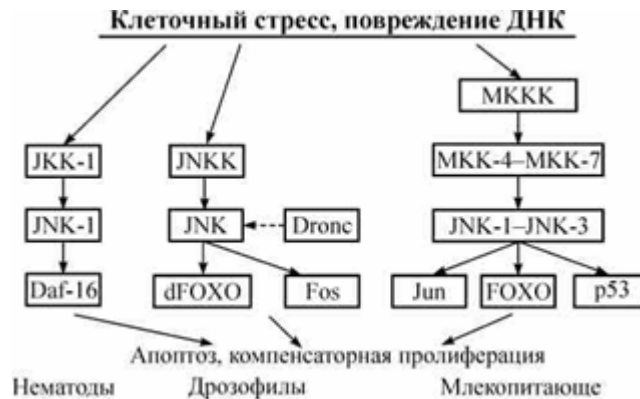 Клеточный стресс, повреждение ДНК
MKKK
JKK-1 JNKK MKK-4–MKK-7
JNK-1 JNK Dronc JNK-1–JNK-3
Daf-16 dFOXO Fos Jun FOXO p53
Апоптоз, компенсаторная пролиферация
Нематоды Дрозофилы Млекопитающе